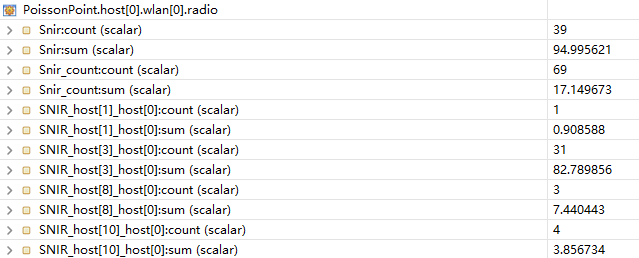 PoissonPoint.host[0].wlan[0].radio
Snir:count (scalar) 39
Snir:sum (scalar) 94.995621
Snir_count:count (scalar) 69
Snir_count:sum (scalar) 17.149673
SNIR_host[1]_host[0]:count (scalar) 1
SNIR_host[1]_host[0]:sum (scalar) 0.908588
SNIR_host[3]_host[0]:count (scalar) 31
SNIR_host[3]_host[0]:sum (scalar) 82.789856
SNIR_host[8]_host[0]:count (scalar) 3
SNIR_host[8]_host[0]:sum (scalar) 7.440443
SNIR_host[10]_host[0]:count (scalar) 4
SNIR_host[10]_host[0]:sum (scalar) 3.856734